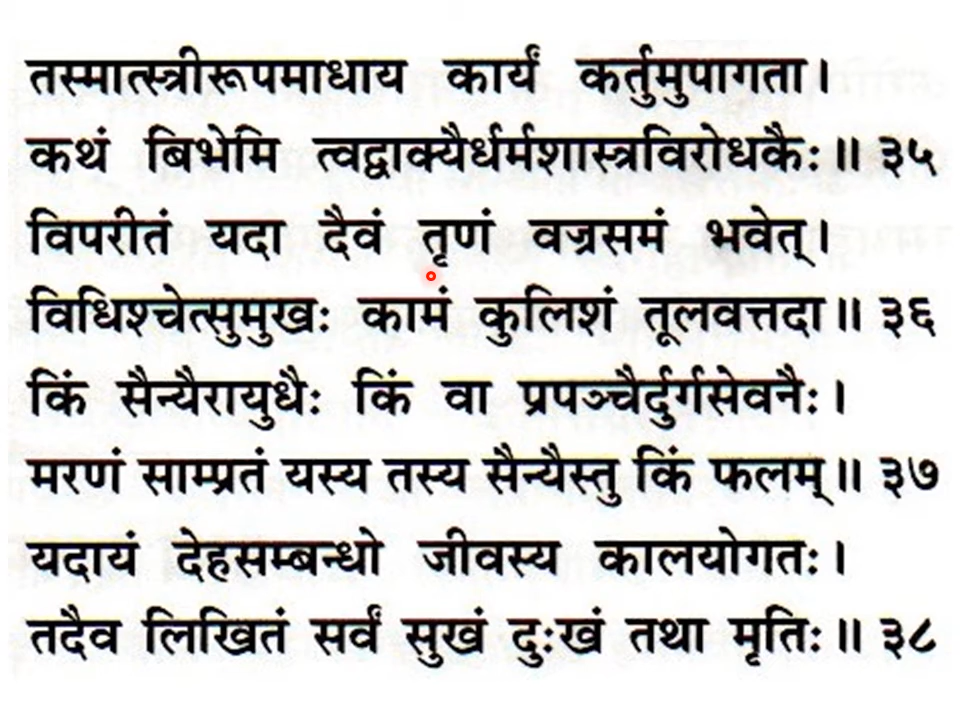 तस्मात्स्त्रीरूपमाधाय कार्यं कर्तुमुपागता।
कथं बिभेमि त्वद्वाक्यैर्धर्मशास्त्रविरोधकैः॥ ३५
विपरीतं यदा दैवं तृणं वज्रसमं भवेत्।
विधिश्चेत्सुमुखः कामं कुलिशं तूलवत्तदा॥ ३६
किं सैन्यैरायुधैः किं वा प्रपञ्चैर्दुर्गसेवनैः।
मरणं साम्प्रतं यस्य तस्य सैन्यैस्तु किं फलम्॥ ३७
यदायं देहसम्बन्धो जीवस्य कालयोगतः।
तदैव लिखितं सर्वं सुखं दुःखं तथा मृतिः॥ ३८